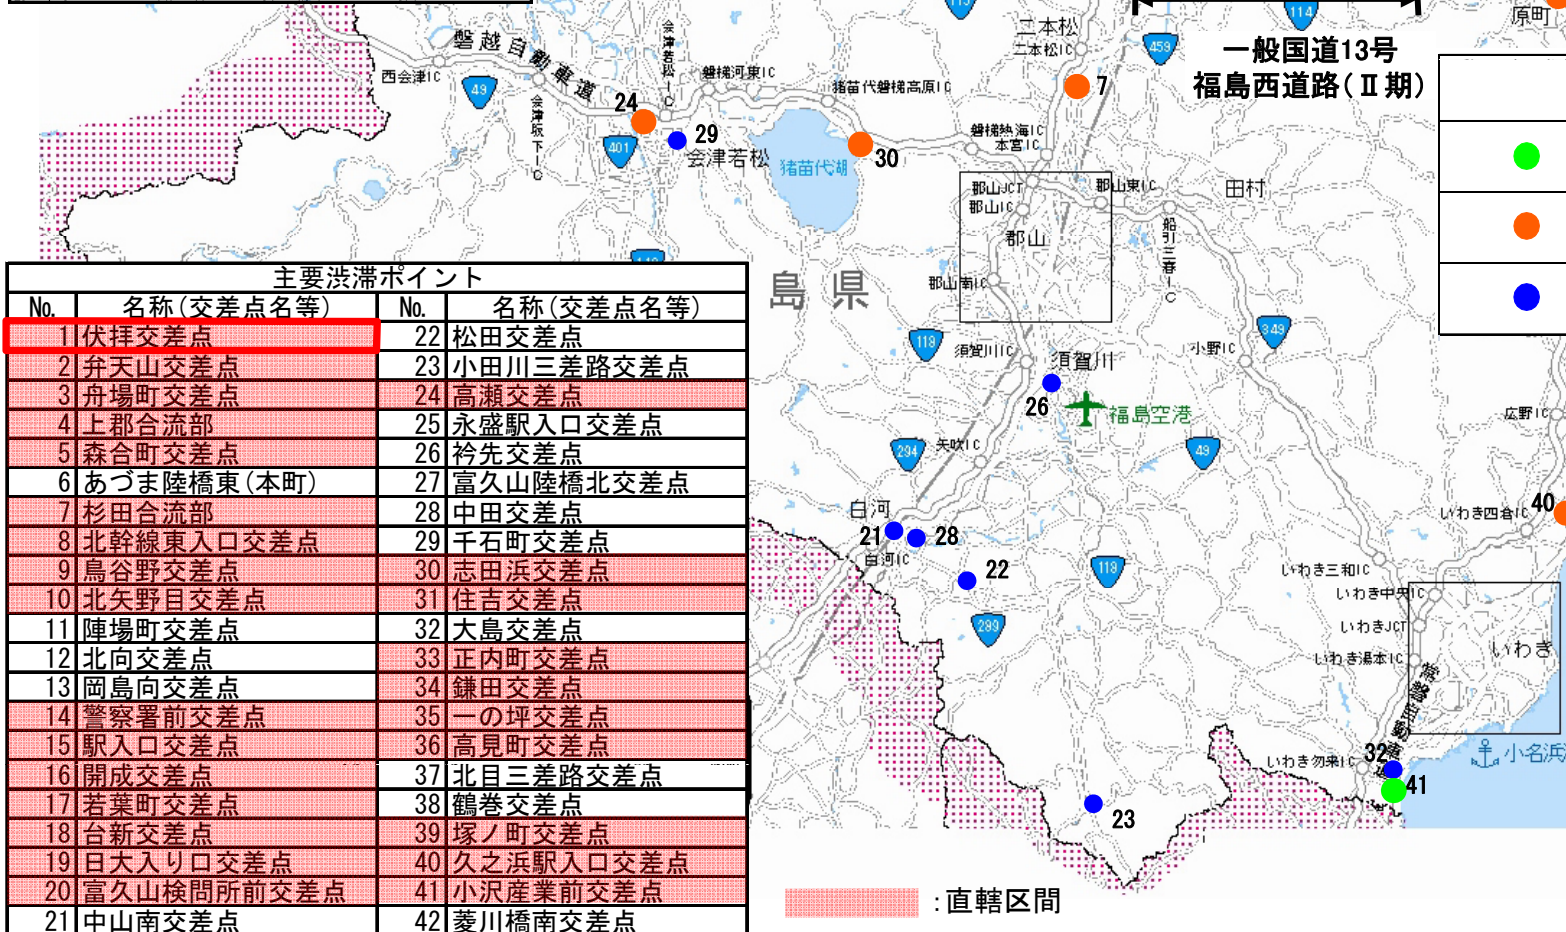 主要渋滞ポイント
No. 名称(交差点名等) No. 名称(交差点名等)
1 伏拝交差点 22 松田交差点
2 弁天山交差点 23 小田川三差路交差点
3 舟場町交差点 24 高瀬交差点
4 上郡合流部 25 永盛駅入口交差点
5 森合町交差点 26 衿先交差点
6 あづま陸橋東(本町) 27 富久山陸橋北交差点
7 杉田合流部 28 中田交差点
8 北幹線東入口交差点 29 千石町交差点
9 鳥谷野交差点 30 志田浜交差点
10 北矢野目交差点 31 住吉交差点
11 陣場町交差点 32 大島交差点
12 北向交差点 33 正内町交差点
13 岡島向交差点 34 鎌田交差点
14 警察署前交差点 35 一の坪交差点
15 駅入口交差点 36 高見町交差点
16 開成交差点 37 北目三差路交差点
17 若葉町交差点 38 鶴巻交差点
18 台新交差点 39 塚ノ町交差点
19 日大入り口交差点 40 久之浜駅入口交差点
20 富久山検問所前交差点 41 小沢産業前交差点
21 中山南交差点 42 菱川橋南交差点
一般国道13号
福島西道路(Ⅱ期)
:直轄区間
磐越自動車道
西会津IC
49
会津坂下IC
会津若松IC
磐梯河東IC
猪苗代磐梯高原IC
24
29
401
会津若松
猪苗代湖
30
磐梯熱海IC
本宮IC
二本松
二本松IC
7
459
114
原町
郡山JCT
郡山IC
郡山東IC
郡山
田村
船引三春IC
郡山南IC
島県
118
須賀川IC
須賀川
26
福島空港
小野IC
349
294
矢吹IC
49
白河
21
28
白河IC
22
118
289
23
広野IC
いわき四倉IC
40
いわき三和IC
いわき中央IC
いわきJCT
いわき湯本IC
いわき
常磐自動車道
いわき勿来IC
32
41
小名浜